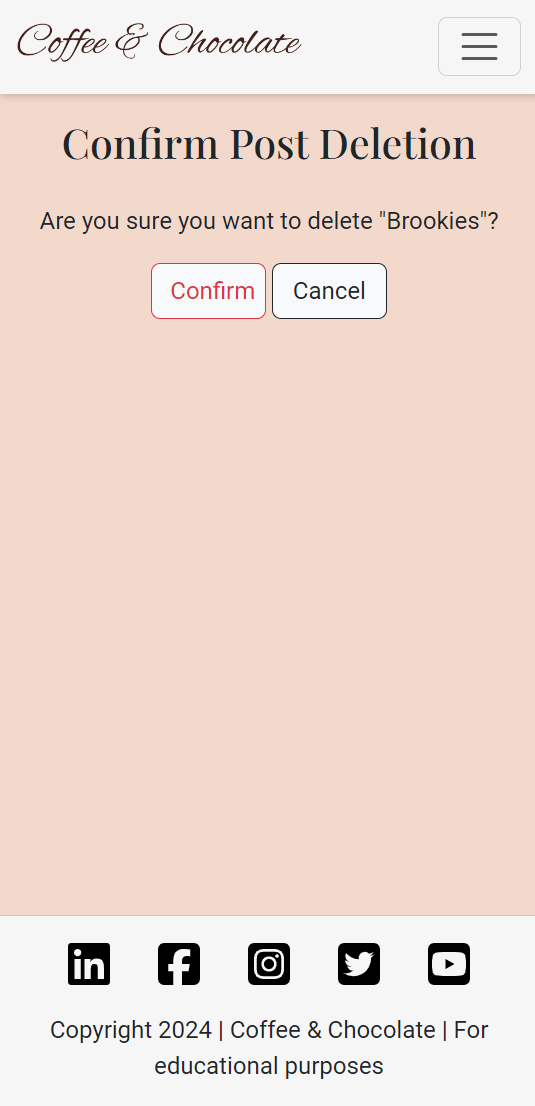 Coffee & Chocolate
Confirm Post Deletion
Are you sure you want to delete "Brookies"?
Confirm Cancel
Copyright 2024 | Coffee & Chocolate | For
educational purposes